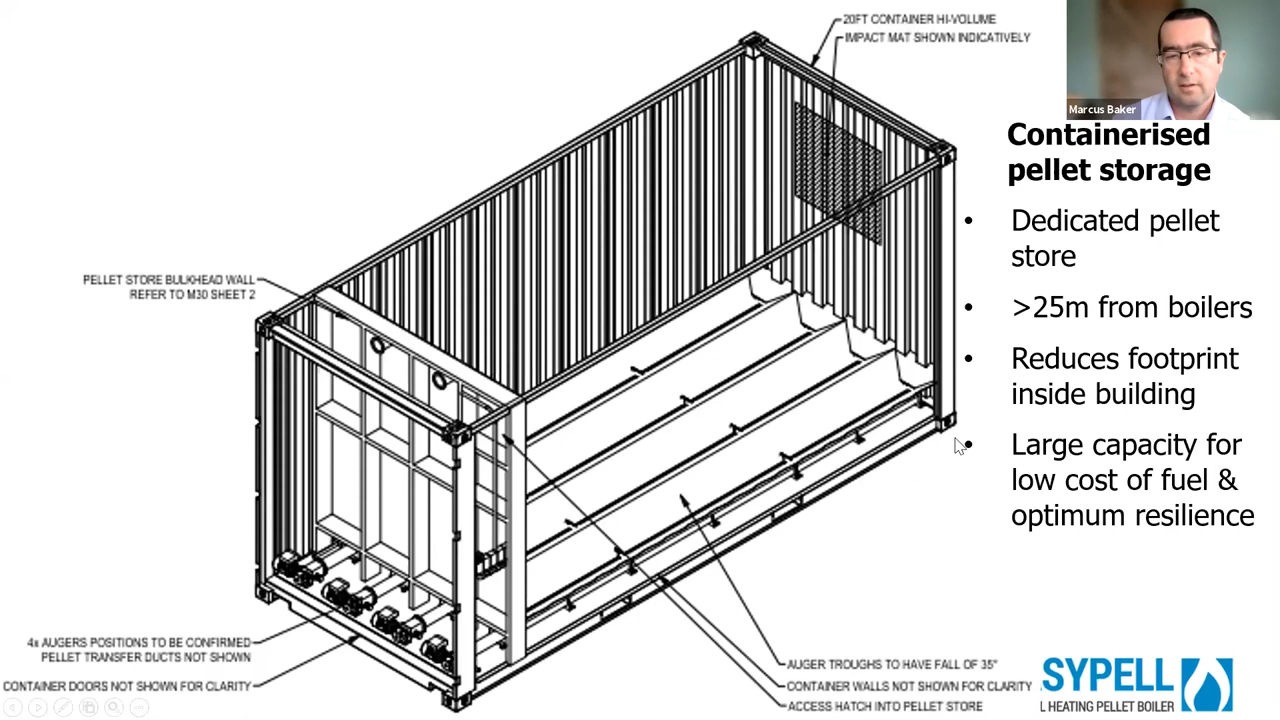 20FT CONTAINER HI-VOLUME
IMPACT MAT SHOWN INDICATIVELY
Marcus Baker
Containerised
pellet storage
• Dedicated pellet
store
• >25m from boilers
• Reduces footprint
inside building
• Large capacity for
low cost of fuel &
optimum resilience
PELLET STORE BULKHEAD WALL
REFER TO M30 SHEET 2
4x AUGERS POSITIONS TO BE CONFIRMED
PELLET TRANSFER DUCTS NOT SHOWN
CONTAINER DOORS NOT SHOWN FOR CLARITY
AUGER TROUGHS TO HAVE FALL OF 35°
CONTAINER WALLS NOT SHOWN FOR CLARITY
ACCESS HATCH INTO PELLET STORE
SYPELL
L HEATING PELLET BOILER